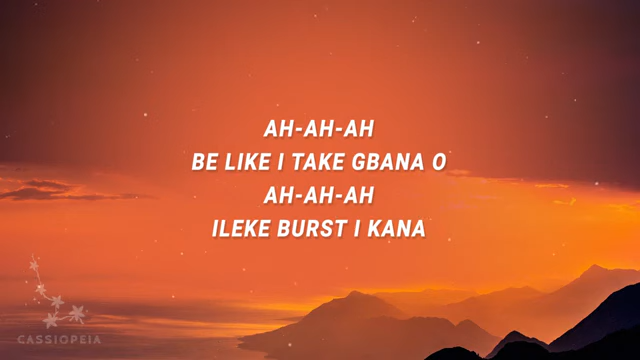 AH-AH-AH
BE LIKE I TAKE GBANA O
AH-AH-AH
ILEKE BURST I KANA
CASSIOPEIA